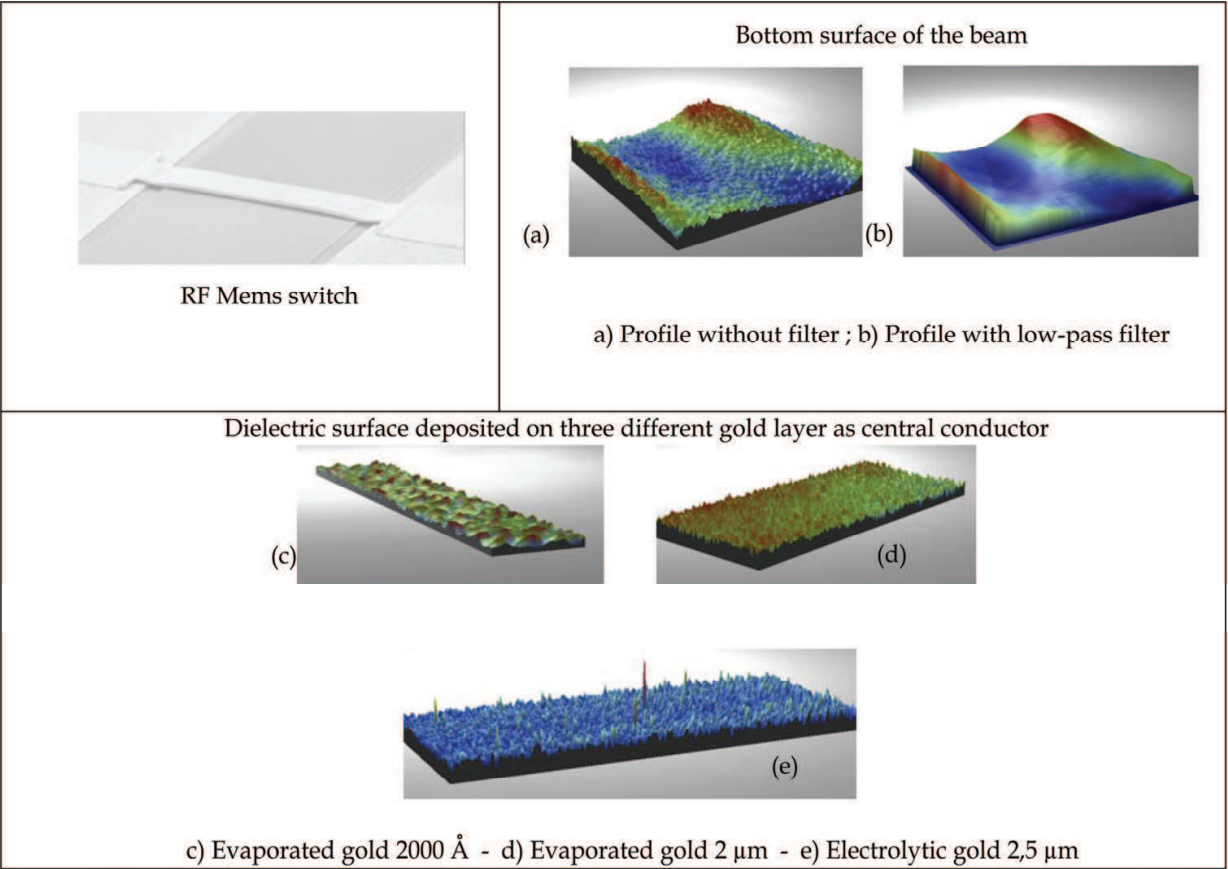 Bottom surface of the beam
(a)
(b)
RF Mems switch
a) Profile without filter ; b) Profile with low-pass filter
Dielectric surface deposited on three different gold layer as central conductor
(c)
(d)
(e)
c) Evaporated gold 2000 Å - d) Evaporated gold 2 µm - e) Electrolytic gold 2,5 µm